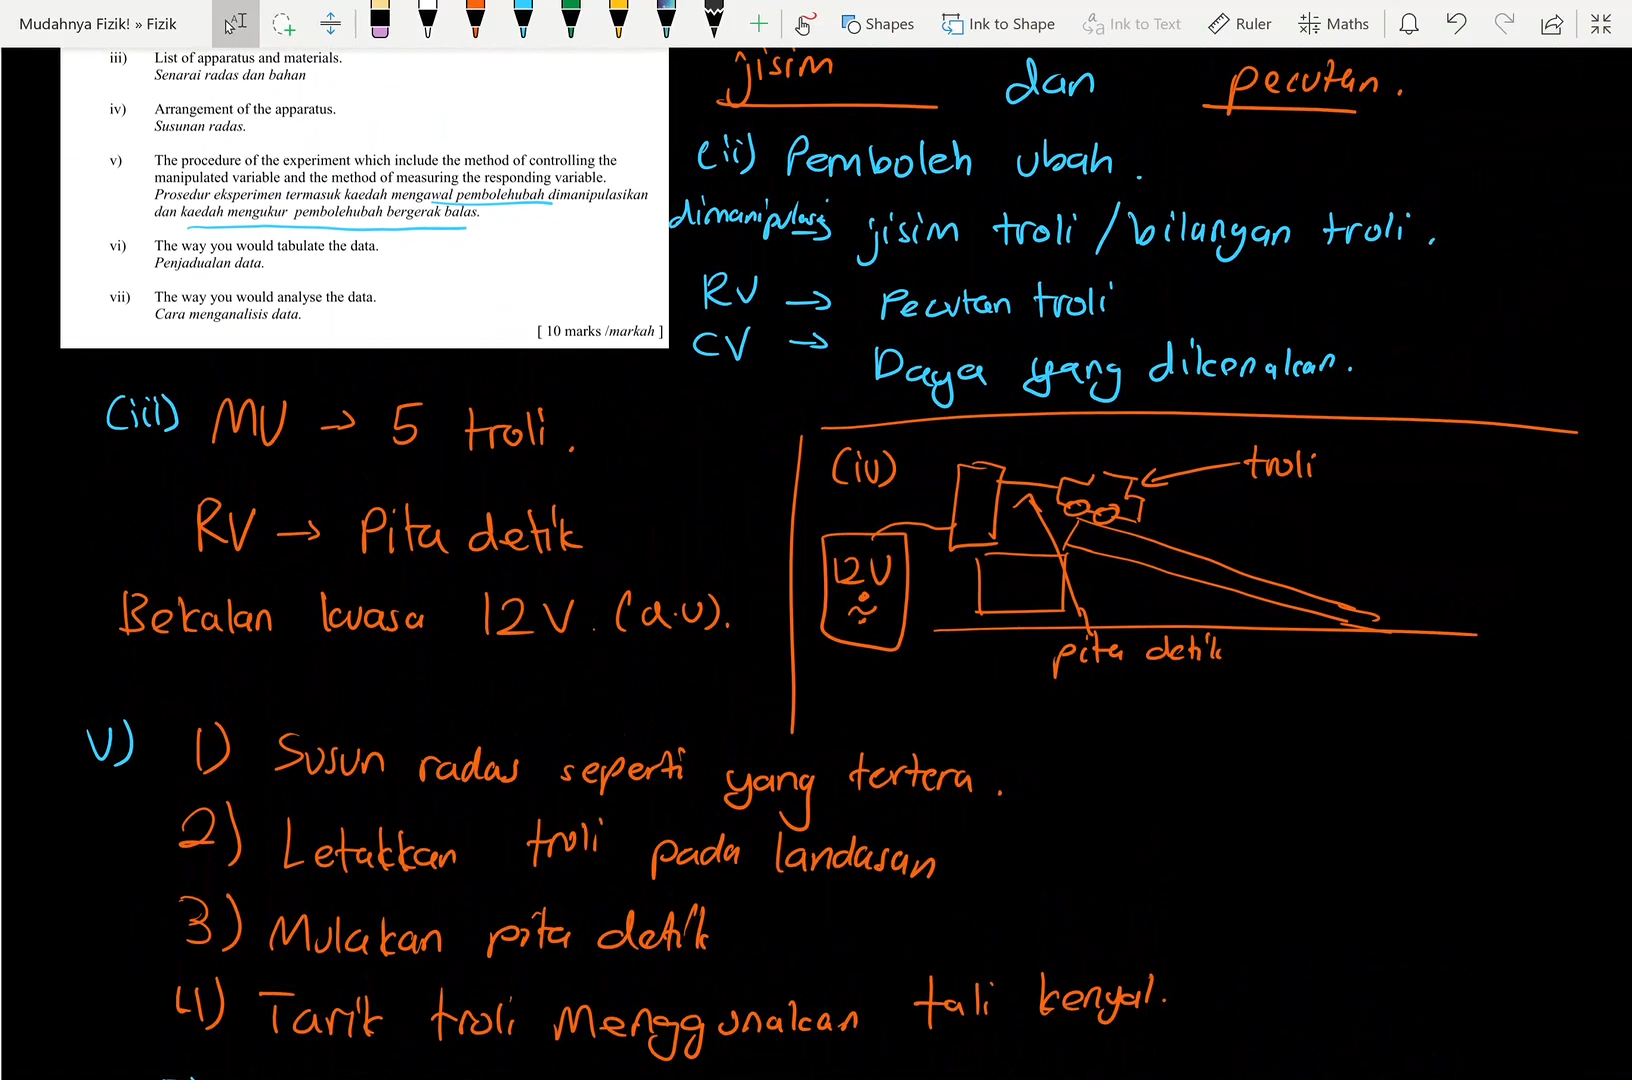 Mudahnya Fizik! » Fizik
Shapes
Ink to Shape
Ink to Text
Ruler
Maths
iii) List of apparatus and materials.
Senarai radas dan bahan
iv) Arrangement of the apparatus.
Susunan radas.
v) The procedure of the experiment which include the method of controlling the
manipulated variable and the method of measuring the responding variable.
Prosedur eksperimen termasuk kaedah mengawal pembolehubah dimanipulasikan
dan kaedah mengukur pembolehubah bergerak balas.
vi) The way you would tabulate the data.
Penjadualan data.
vii) The way you would analyse the data.
Cara menganalisis data.
[ 10 marks /markah ]
jisim dan pecutan.
(ii) Pemboleh ubah.
dimanipulasi jisim troli / bilangan troli.
RV → Pecutan troli
CV → Daya yang dikenakan.
(iii) MV → 5 troli.
RV → Pita detik
Bekalan kuasa 12 V. (a.u).
(iv)
troli
12V
pita detik
v) 1) Susun radas seperti yang tertera.
2) Letakkan troli pada landasan
3) Mulakan pita detik
4) Tarik troli menggunakan tali kenyal.